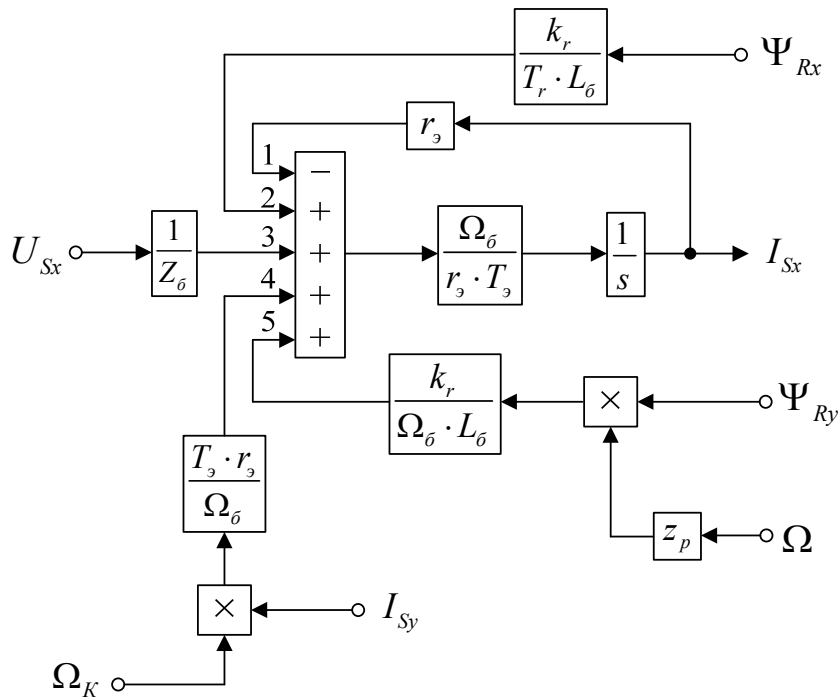 k_r
T_r · L_б
Ψ_Rx
r_э
1
−
2
+
U_Sx
1
Z_б
3
+
Ω_б
r_э · T_э
1
s
I_Sx
4
+
5
+
k_r
Ω_б · L_б
×
Ψ_Ry
T_э · r_э
Ω_б
z_p
Ω
×
I_Sy
Ω_К